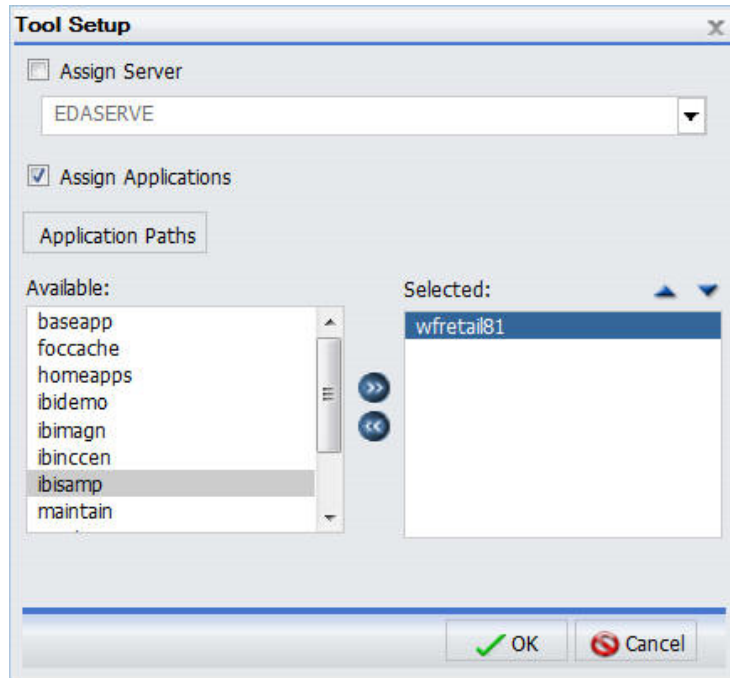 Tool Setup
Assign Server
EDASERVE
Assign Applications
Application Paths
Available:
baseapp
foccache
homeapps
ibidemo
ibimagn
ibinccen
ibisamp
maintain
Selected:
wfretail81
OK
Cancel